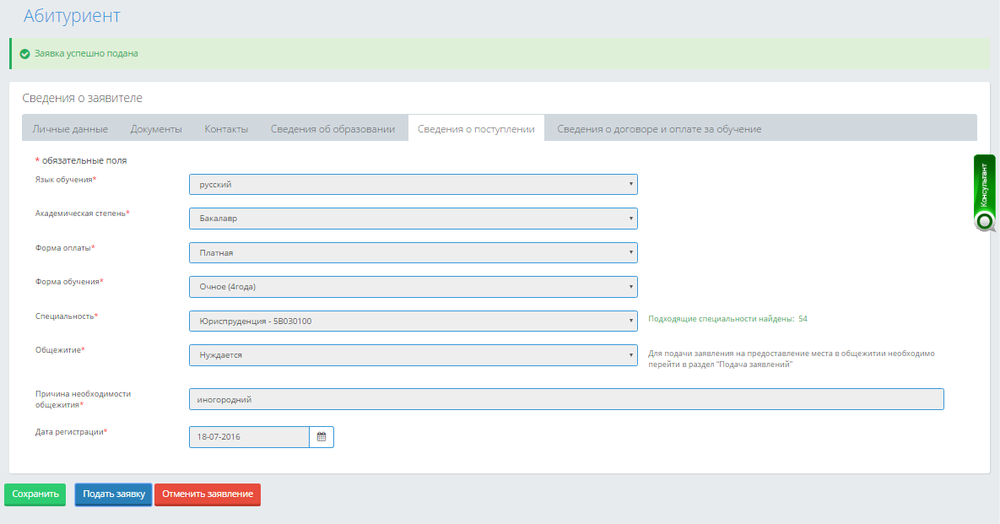 Абитуриент
Заявка успешно подана
Сведения о заявителе
Личные данные Документы Контакты Сведения об образовании Сведения о поступлении Сведения о договоре и оплате за обучение
* обязательные поля
Язык обучения* русский
Академическая степень* Бакалавр
Форма оплаты* Платная
Форма обучения* Очное (4года)
Специальность* Юриспруденция - 5В030100 Подходящие специальности найдены: 54
Общежитие* Нуждается Для подачи заявления на предоставление места в общежитии необходимо
перейти в раздел "Подача заявлений"
Причина необходимости
общежития* иногородний
Дата регистрации* 18-07-2016
Консультант
Сохранить Подать заявку Отменить заявление